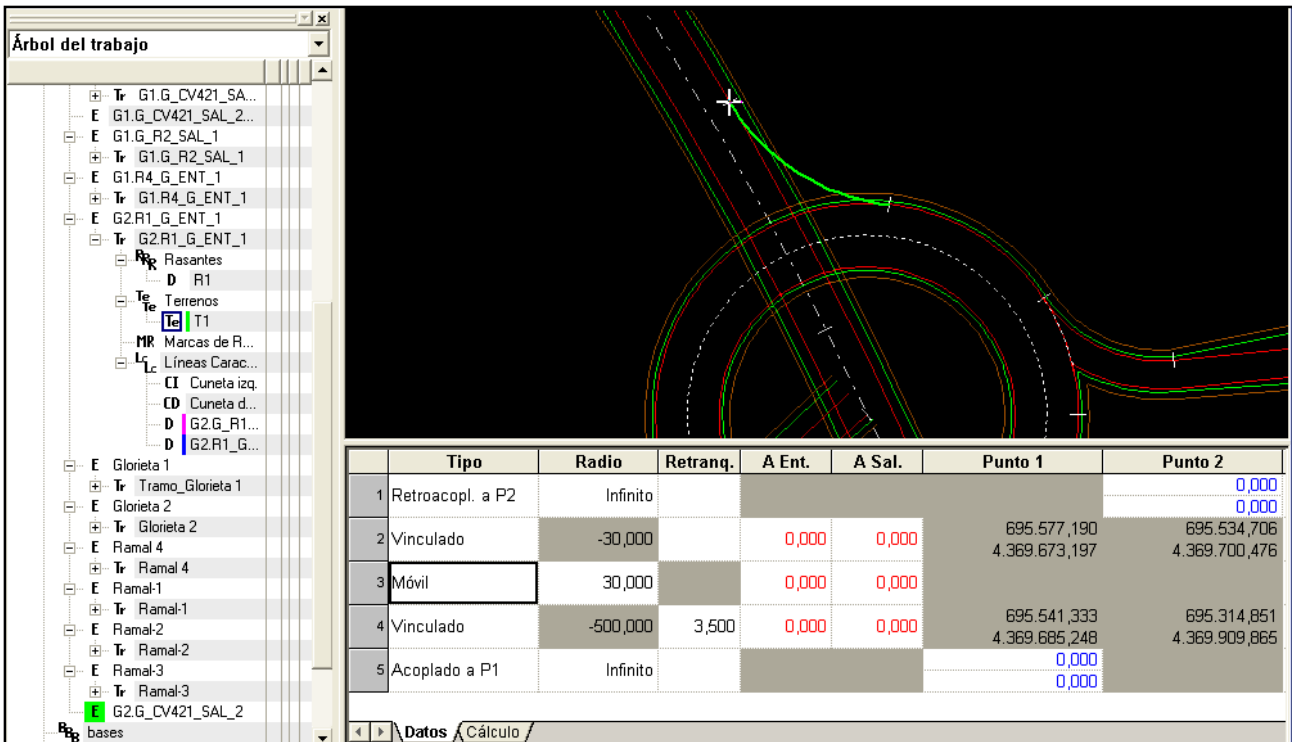 Árbol del trabajo
Tr G1.G_CV421_SA...
E G1.G_CV421_SAL_2...
E G1.G_R2_SAL_1
Tr G1.G_R2_SAL_1
E G1.R4_G_ENT_1
Tr G1.R4_G_ENT_1
E G2.R1_G_ENT_1
Tr G2.R1_G_ENT_1
RRR Rasantes
D R1
Te Te Terrenos
Te T1
MR Marcas de R...
Lc Lc Líneas Carac...
CI Cuneta izq.
CD Cuneta d...
D G2.G_R1...
D G2.R1_G...
E Glorieta 1
Tr Tramo_Glorieta 1
E Glorieta 2
Tr Glorieta 2
E Ramal 4
Tr Ramal 4
E Ramal-1
Tr Ramal-1
E Ramal-2
Tr Ramal-2
E Ramal-3
Tr Ramal-3
E G2.G_CV421_SAL_2
BBB bases
Tipo Radio Retranq. A Ent. A Sal. Punto 1 Punto 2
1 Retroacopl. a P2 Infinito 0,000
0,000
2 Vinculado -30,000 0,000 0,000 695.577,190 695.534,706
4.369.673,197 4.369.700,476
3 Móvil 30,000 0,000 0,000
4 Vinculado -500,000 3,500 0,000 0,000 695.541,333 695.314,851
4.369.685,248 4.369.909,865
5 Acoplado a P1 Infinito 0,000
0,000
Datos Cálculo